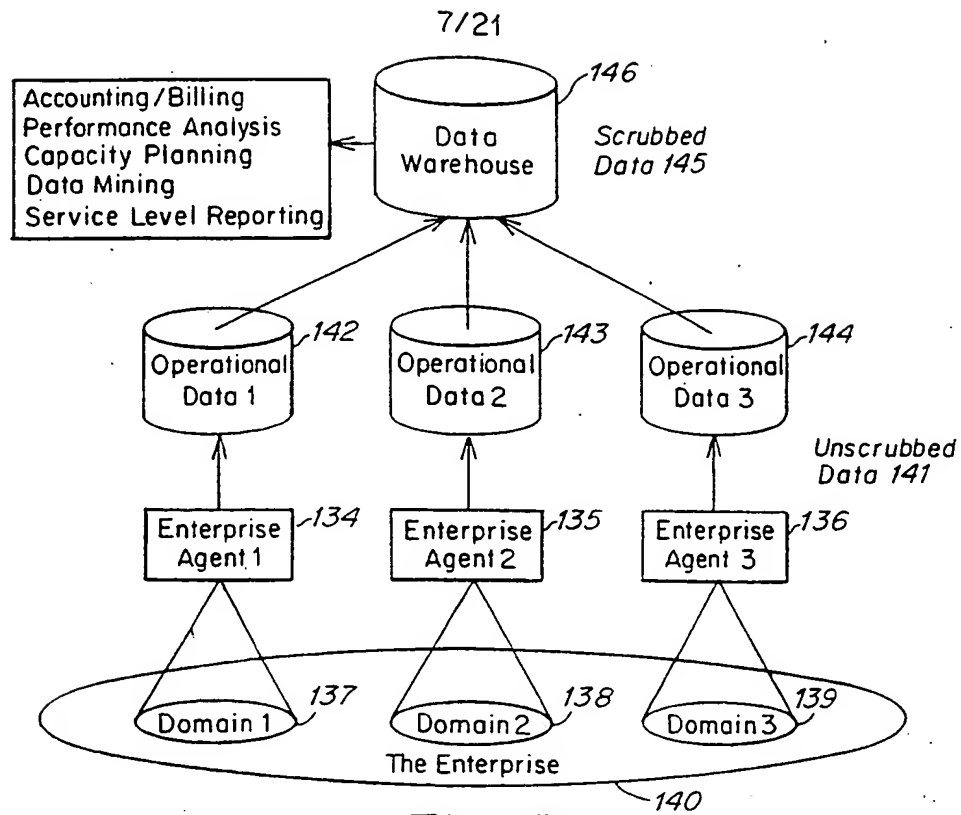 7/21
146
Accounting/Billing
Performance Analysis
Capacity Planning
Data Mining
Service Level Reporting
Data
Warehouse
Scrubbed
Data 145
142
143
144
Operational
Data 1
Operational
Data 2
Operational
Data 3
Unscrubbed
Data 141
134
135
136
Enterprise
Agent 1
Enterprise
Agent 2
Enterprise
Agent 3
137
138
139
Domain 1
Domain 2
Domain 3
The Enterprise
140